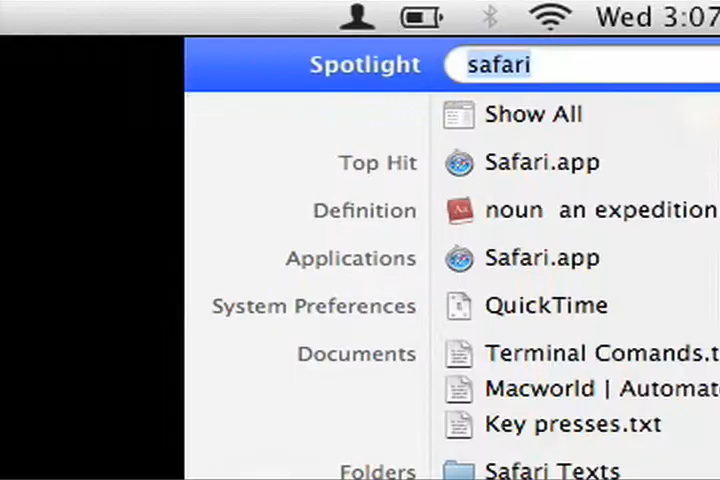 Wed 3:07
Spotlight safari
Show All
Top Hit Safari.app
Definition noun an expedition
Applications Safari.app
System Preferences QuickTime
Documents Terminal Comands.t
Macworld | Automat
Key presses.txt
Folders Safari Texts